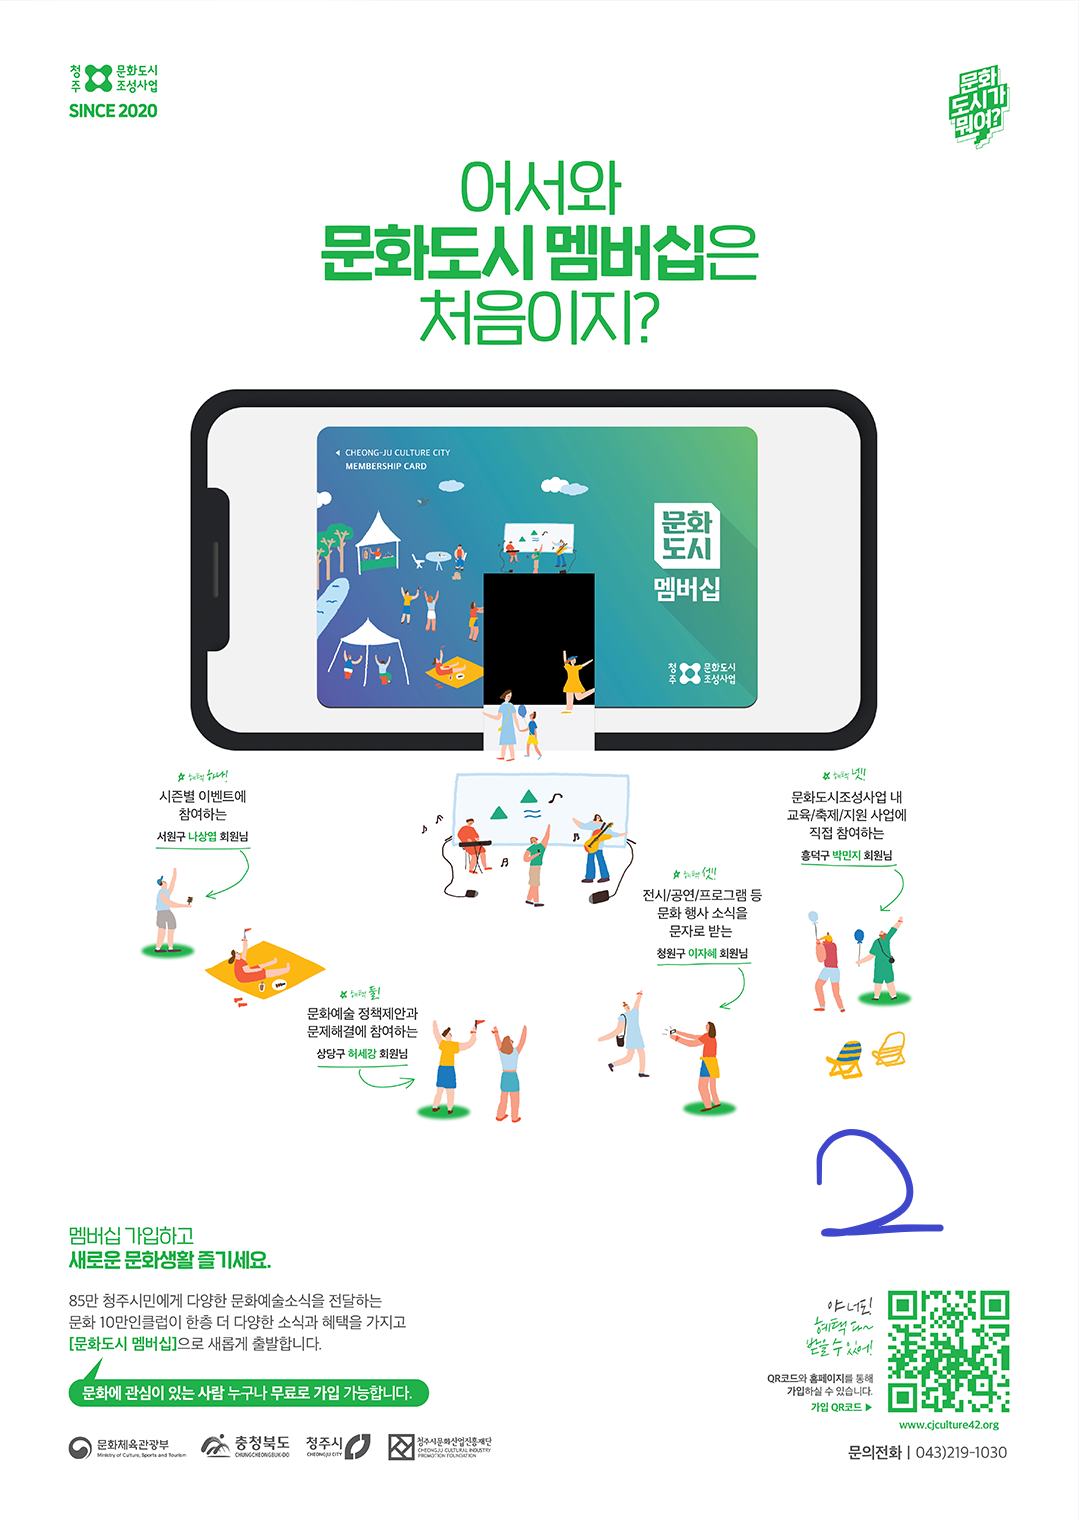 청주 문화도시
조성사업
SINCE 2020
문화
도시가
뭐여?
어서와
문화도시 멤버십은
처음이지?
CHEONG-JU CULTURE CITY
MEMBERSHIP CARD
문화
도시
멤버십
청주 문화도시
조성사업
혜택 하나!
시즌별 이벤트에
참여하는
서원구 나상엽 회원님
혜택 둘!
문화예술 정책제안과
문제해결에 참여하는
상당구 허세강 회원님
혜택 셋!
전시/공연/프로그램 등
문화 행사 소식을
문자로 받는
청원구 이자혜 회원님
혜택 넷!
문화도시조성사업 내
교육/축제/지원 사업에
직접 참여하는
흥덕구 박민지 회원님
2
멤버십 가입하고
새로운 문화생활 즐기세요.
85만 청주시민에게 다양한 문화예술소식을 전달하는
문화 10만인클럽이 한층 더 다양한 소식과 혜택을 가지고
[문화도시 멤버십]으로 새롭게 출발합니다.
문화에 관심이 있는 사람 누구나 무료로 가입 가능합니다.
야 너두!
혜택 다~
받을 수 있어!
QR코드와 홈페이지를 통해
가입하실 수 있습니다.
가입 QR코드 ▶
www.cjculture42.org
문의전화 | 043)219-1030
문화체육관광부
Ministry of Culture, Sports and Tourism
충청북도
CHUNGCHEONGBUK-DO
청주시
CHEONGJU CITY
청주시문화산업진흥재단
CHEONGJU CULTURAL INDUSTRY
PROMOTION FOUNDATION